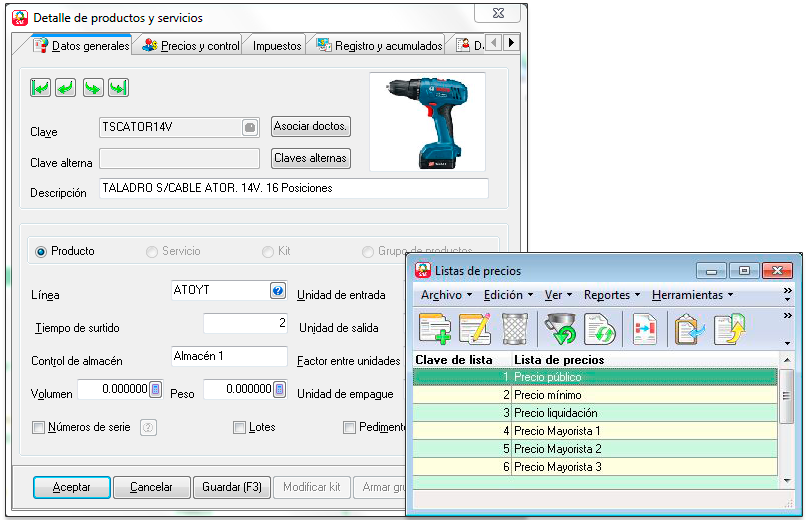 Detalle de productos y servicios
Datos generales Precios y control Impuestos Registro y acumulados D
Clave TSCATOR14V Asociar doctos.
Clave alterna Claves alternas
Descripción TALADRO S/CABLE ATOR. 14V. 16 Posiciones
Producto Servicio Kit Grupo de productos
Línea ATOYT Unidad de entrada
Tiempo de surtido 2 Unidad de salida
Control de almacén Almacén 1 Factor entre unidades
Volumen 0.000000 Peso 0.000000 Unidad de empague
Números de serie Lotes Pedimento
Aceptar Cancelar Guardar (F3) Modificar kit Armar gru
Listas de precios
Archivo Edición Ver Reportes Herramientas
Clave de lista Lista de precios
1 Precio público
2 Precio mínimo
3 Precio liquidación
4 Precio Mayorista 1
5 Precio Mayorista 2
6 Precio Mayorista 3